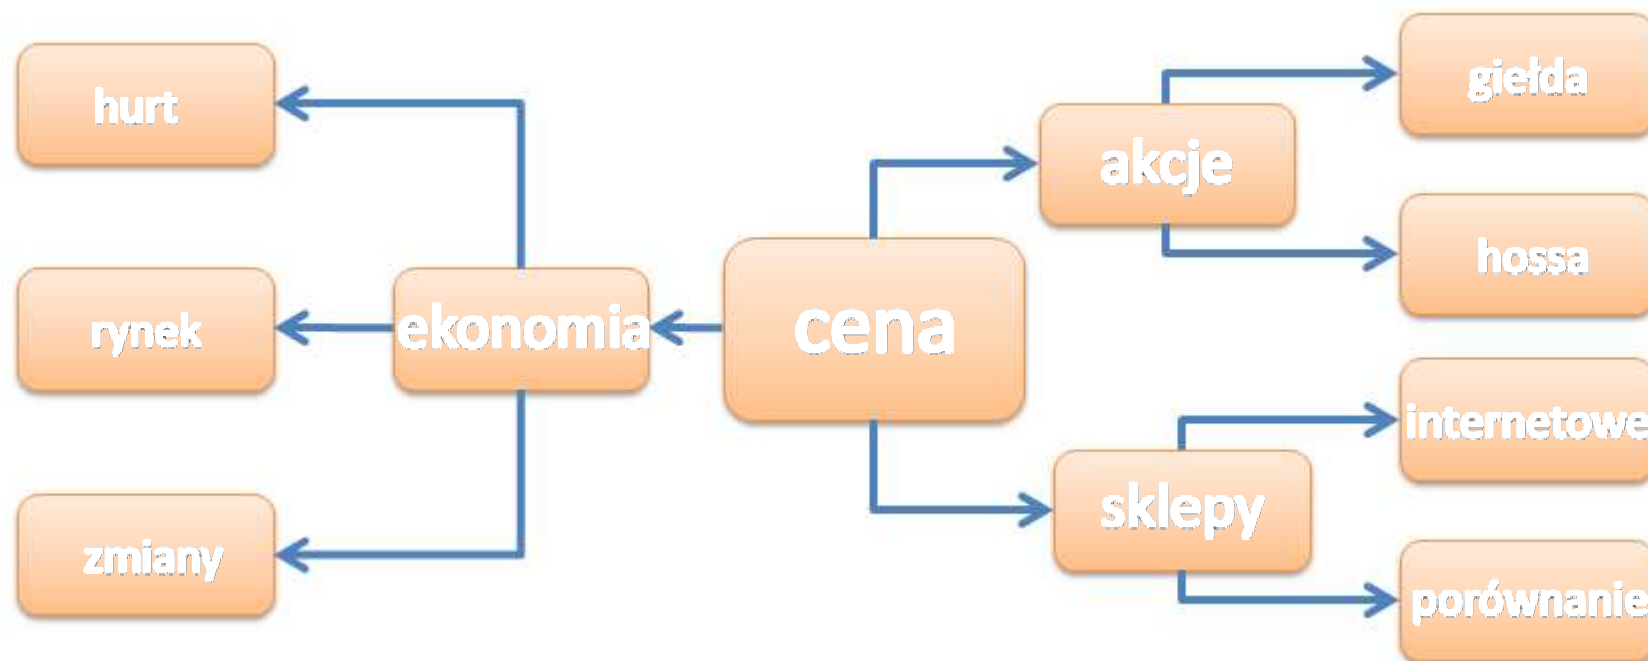 hurt
rynek
zmiany
ekonomia
cena
akcje
giełda
hossa
sklepy
internetowe
porównanie